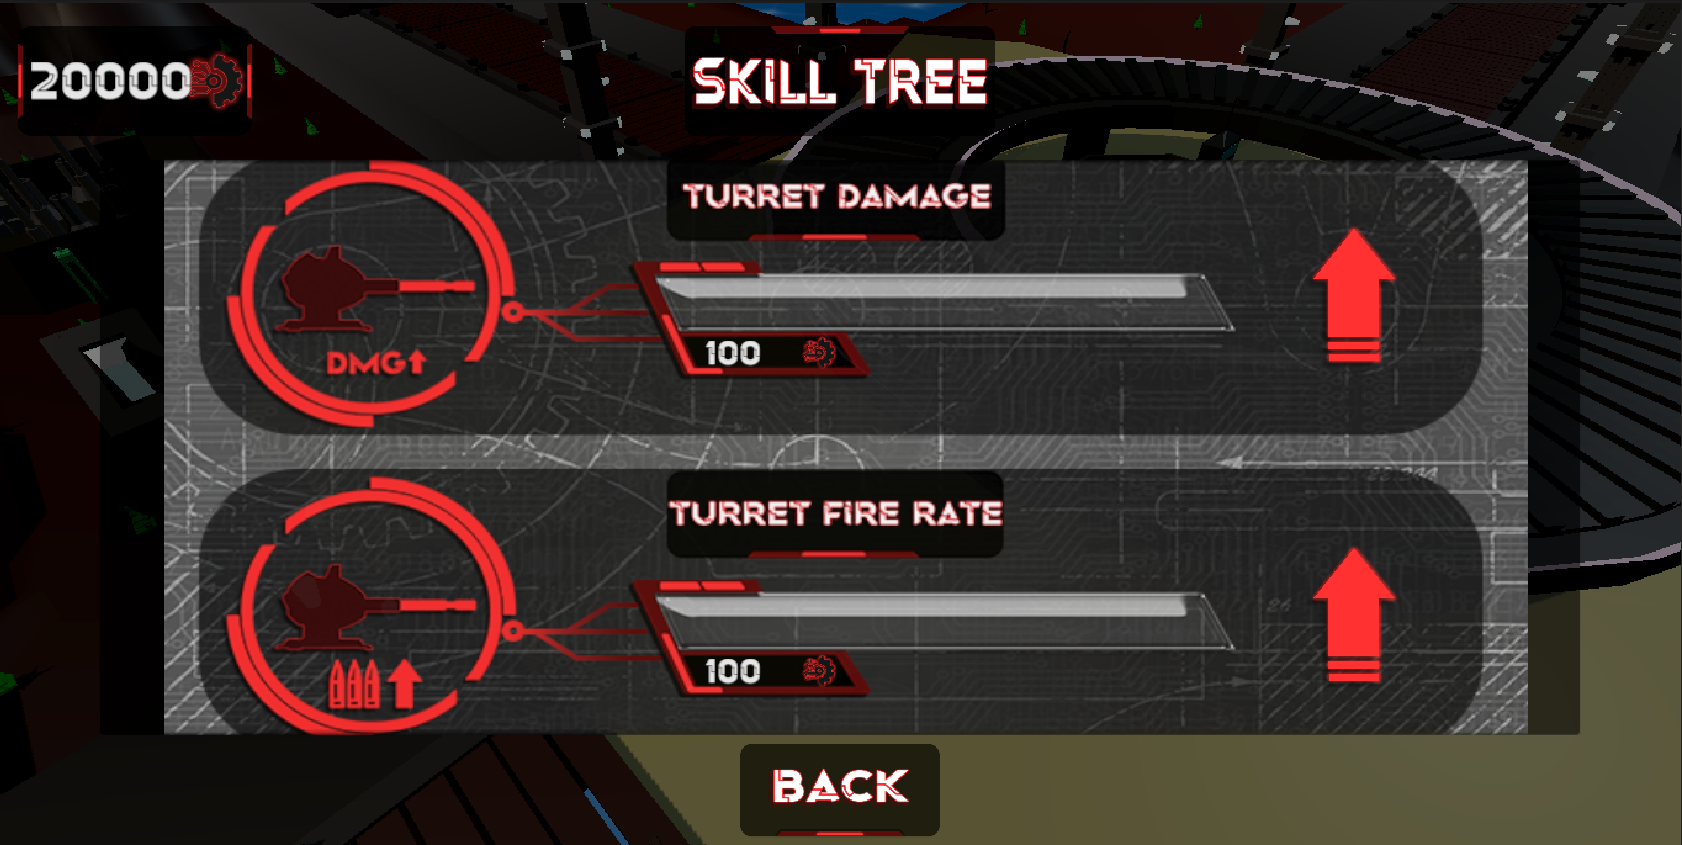 20000
SKILL TREE
TURRET DAMAGE
DMG
100
TURRET FIRE RATE
100
BACK